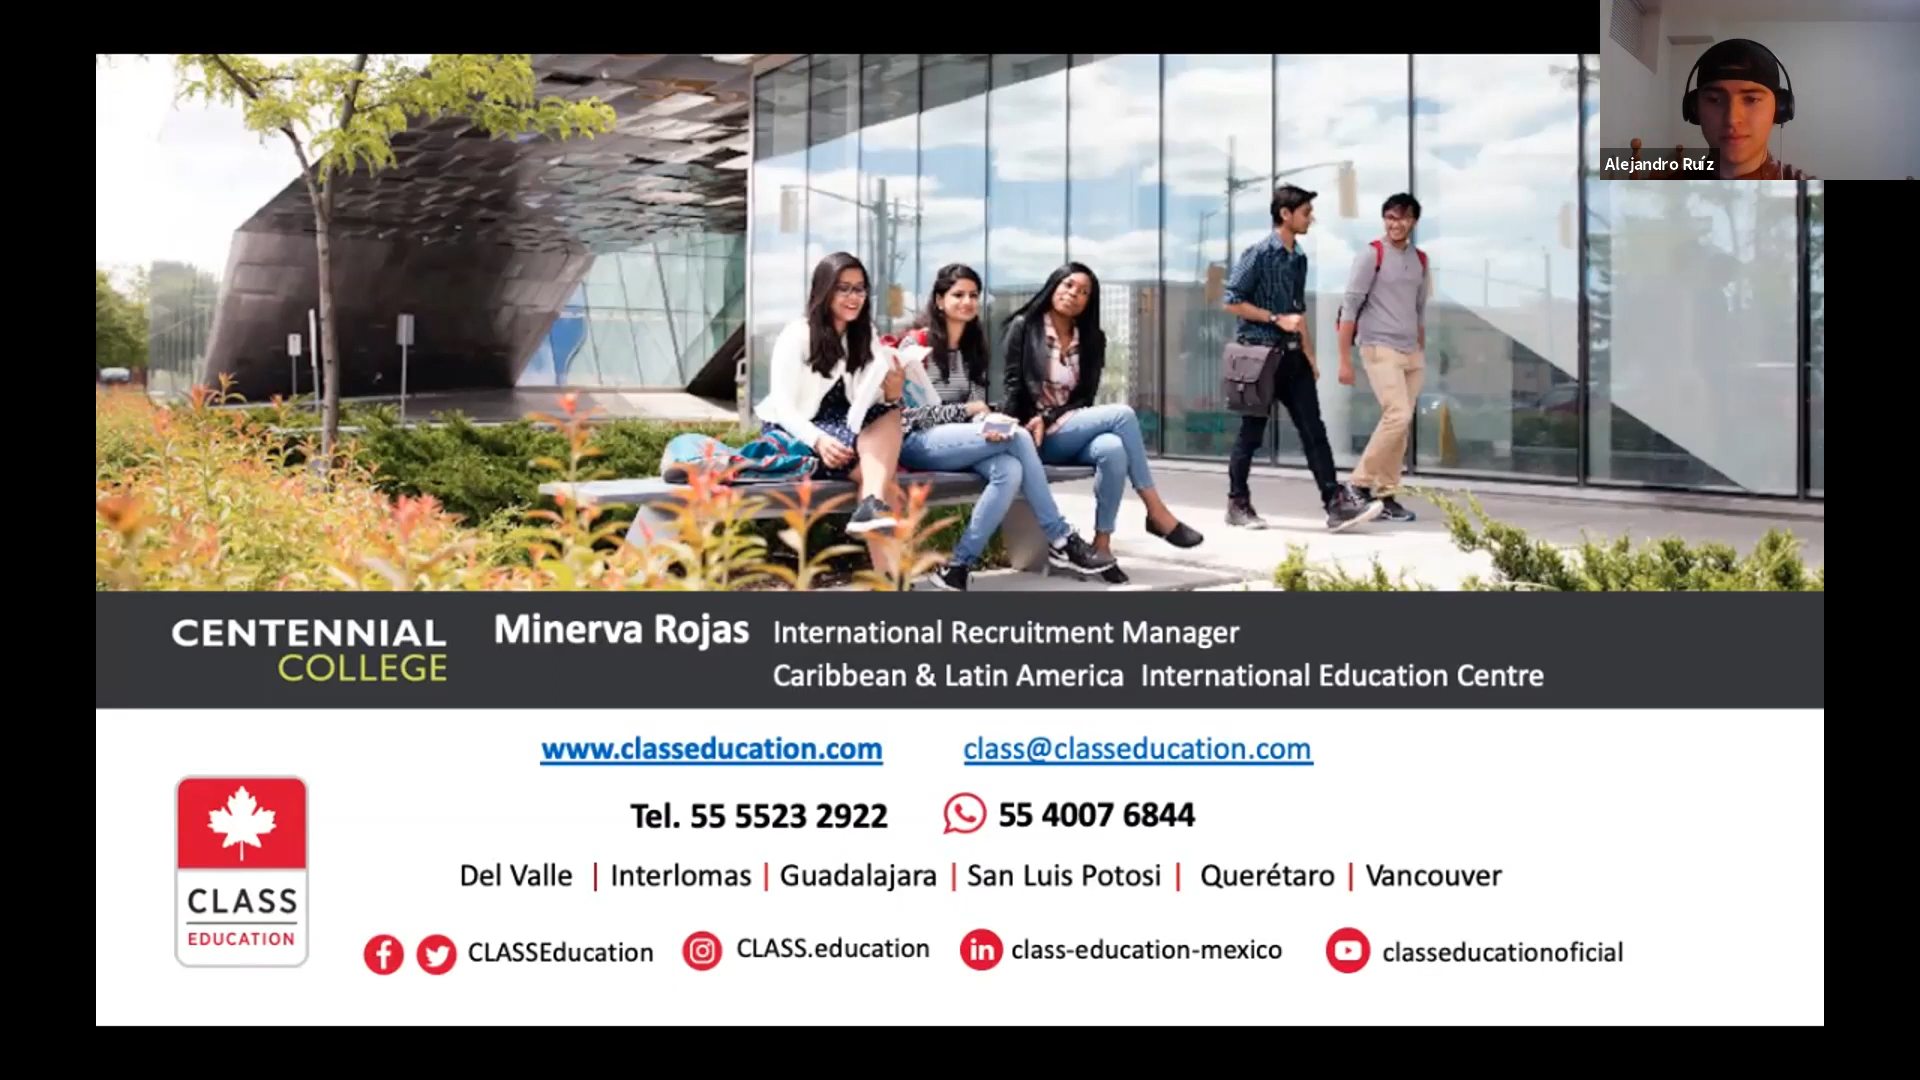 Alejandro Ruíz
CENTENNIAL
COLLEGE
Minerva Rojas
International Recruitment Manager
Caribbean & Latin America International Education Centre
www.classeducation.com
class@classeducation.com
Tel. 55 5523 2922
55 4007 6844
Del Valle | Interlomas | Guadalajara | San Luis Potosi | Querétaro | Vancouver
CLASS
EDUCATION
CLASSEducation
CLASS.education
in
class-education-mexico
classeducationoficial